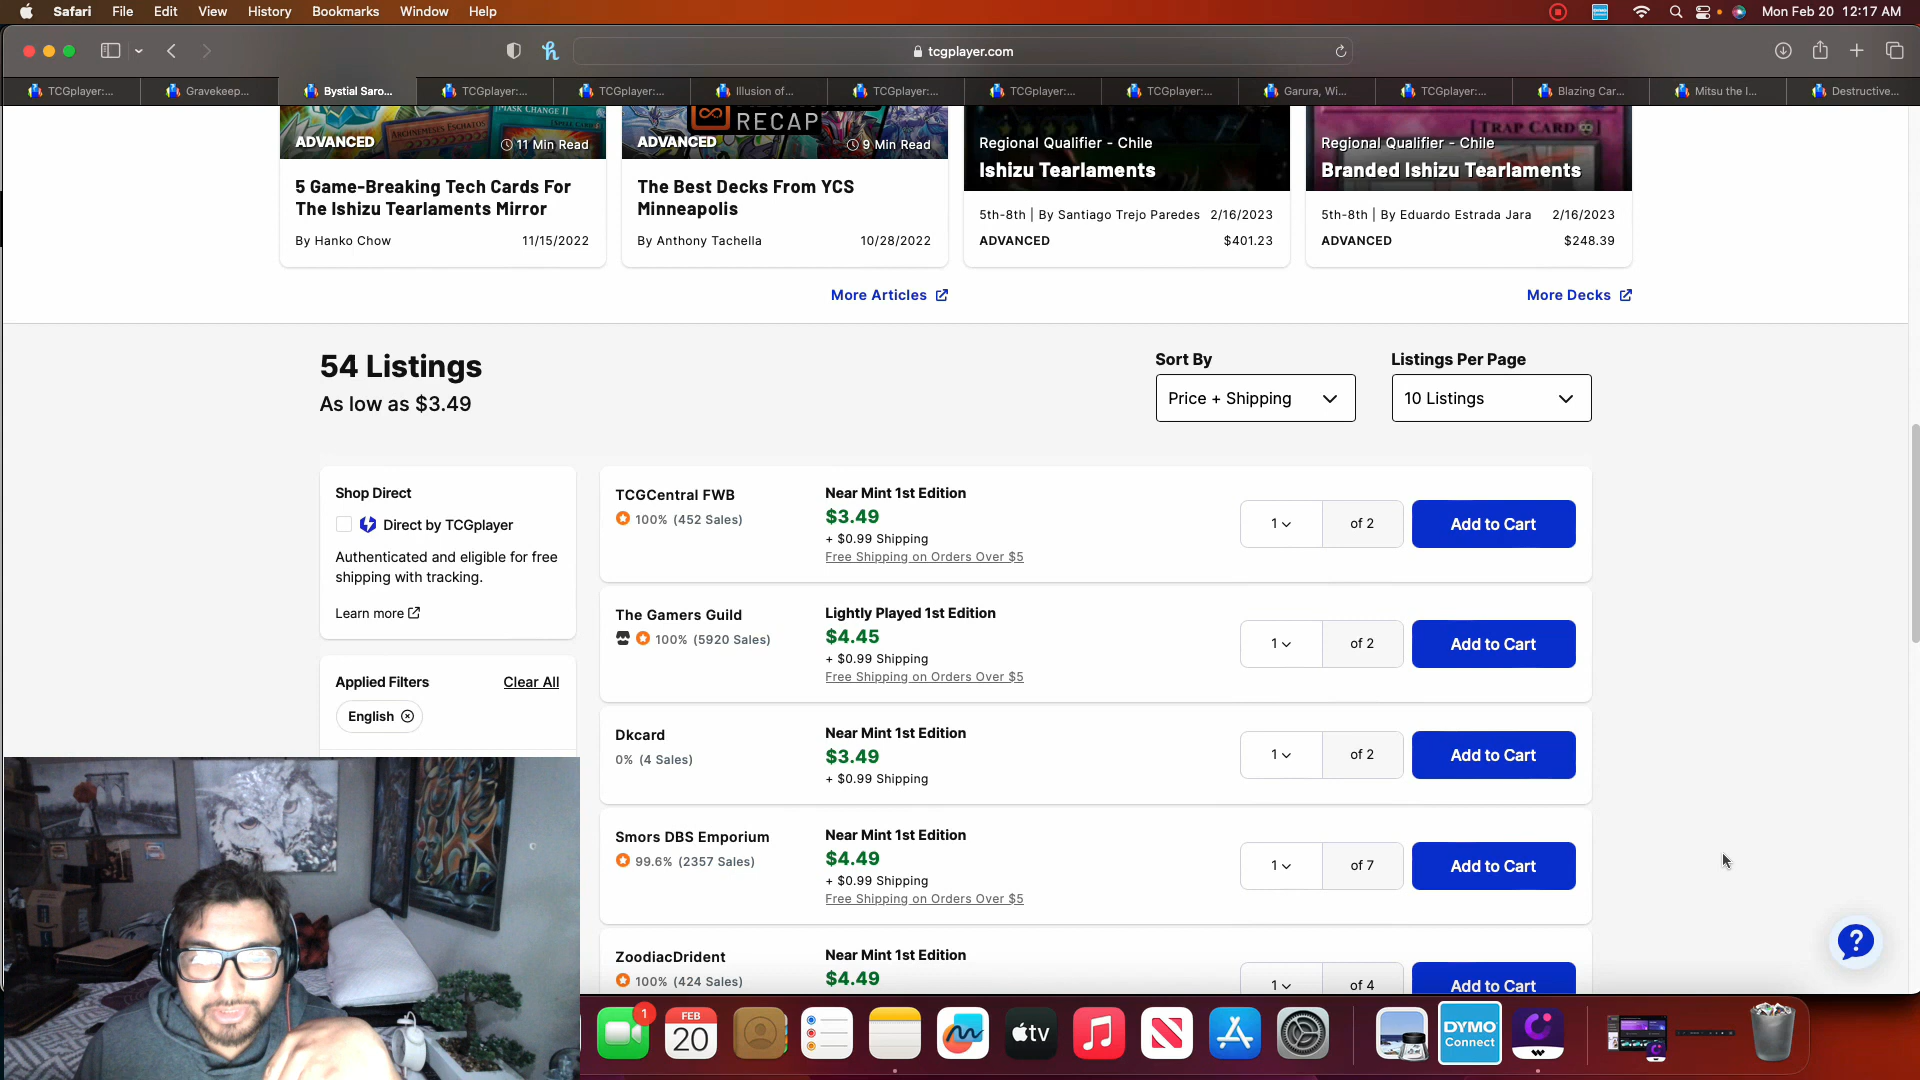 Safari File Edit View History Bookmarks Window Help Mon Feb 20 12:17 AM
tcgplayer.com
TCGplayer:... Gravekeep... Bystial Saro... TCGplayer:... TCGplayer:... Illusion of... TCGplayer:... TCGplayer:... TCGplayer:... Garura, Wi... TCGplayer:... Blazing Car... Mitsu the I... Destructive...
MASK CHANGE II
ARCHNEMESES ESCHATOS
[SPELL CARD]
RECAP
[TRAP CARD]
ADVANCED 11 Min Read
ADVANCED 9 Min Read
Regional Qualifier - Chile
Ishizu Tearlaments
Regional Qualifier - Chile
Branded Ishizu Tearlaments
5 Game-Breaking Tech Cards For
The Ishizu Tearlaments Mirror
By Hanko Chow 11/15/2022
The Best Decks From YCS
Minneapolis
By Anthony Tachella 10/28/2022
5th-8th | By Santiago Trejo Paredes 2/16/2023
ADVANCED $401.23
5th-8th | By Eduardo Estrada Jara 2/16/2023
ADVANCED $248.39
More Articles
More Decks
54 Listings
As low as $3.49
Sort By
Price + Shipping
Listings Per Page
10 Listings
Shop Direct
Direct by TCGplayer
Authenticated and eligible for free
shipping with tracking.
Learn more
Applied Filters Clear All
English
TCGCentral FWB
100% (452 Sales)
Near Mint 1st Edition
$3.49
+ $0.99 Shipping
Free Shipping on Orders Over $5
1 of 2 Add to Cart
The Gamers Guild
100% (5920 Sales)
Lightly Played 1st Edition
$4.45
+ $0.99 Shipping
Free Shipping on Orders Over $5
1 of 2 Add to Cart
Dkcard
0% (4 Sales)
Near Mint 1st Edition
$3.49
+ $0.99 Shipping
1 of 2 Add to Cart
Smors DBS Emporium
99.6% (2357 Sales)
Near Mint 1st Edition
$4.49
+ $0.99 Shipping
Free Shipping on Orders Over $5
1 of 7 Add to Cart
ZoodiacDrident
100% (424 Sales)
Near Mint 1st Edition
$4.49
1 of 4 Add to Cart
?
1
FEB
20
tv
DYMO
Connect